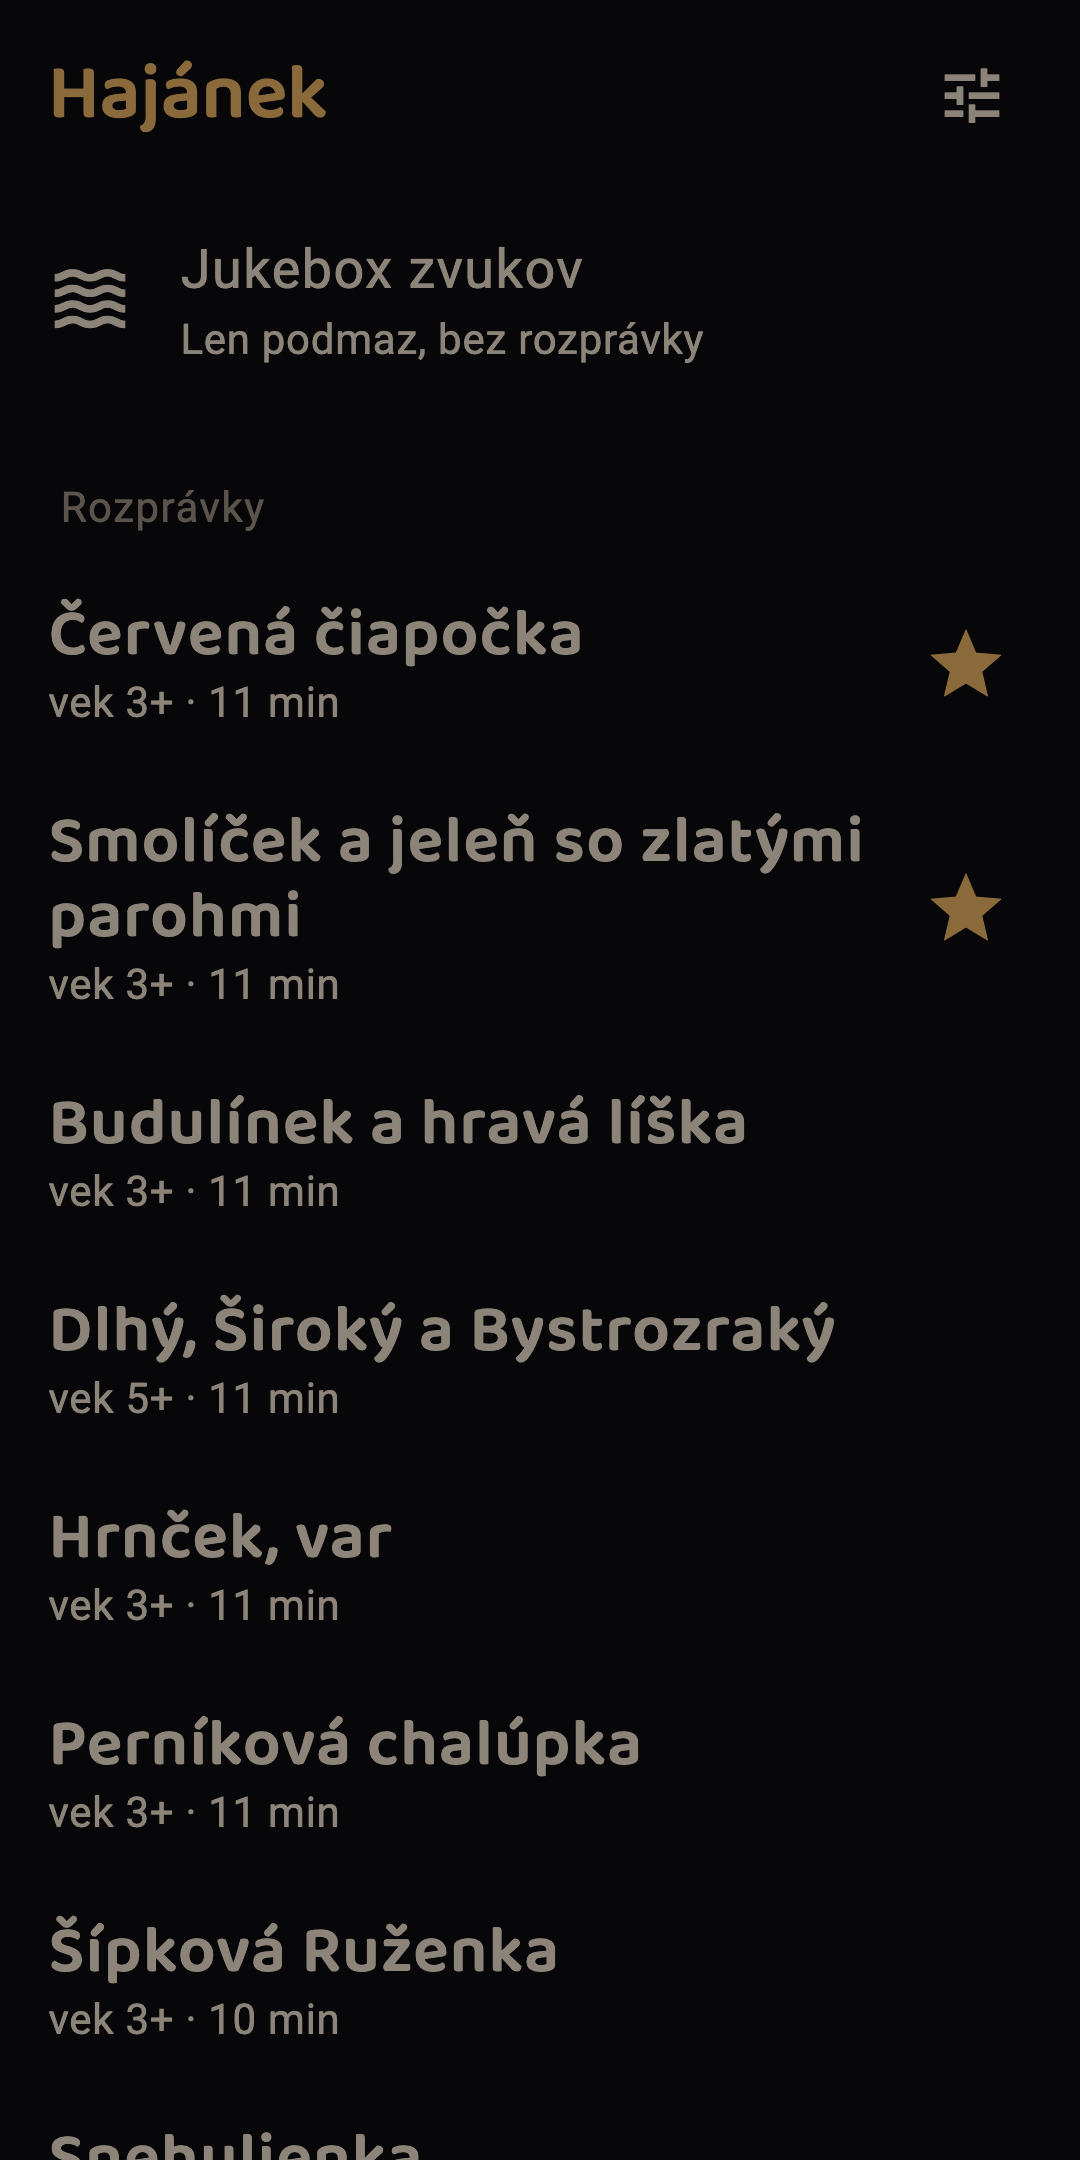 Hajánek
Jukebox zvukov
Len podmaz, bez rozprávky
Rozprávky
Červená čiapočka
vek 3+ · 11 min
Smolíček a jeleň so zlatými
parohmi
vek 3+ · 11 min
Budulínek a hravá líška
vek 3+ · 11 min
Dlhý, Široký a Bystrozraký
vek 5+ · 11 min
Hrnček, var
vek 3+ · 11 min
Perníková chalúpka
vek 3+ · 11 min
Šípková Ruženka
vek 3+ · 10 min
Snehulienka